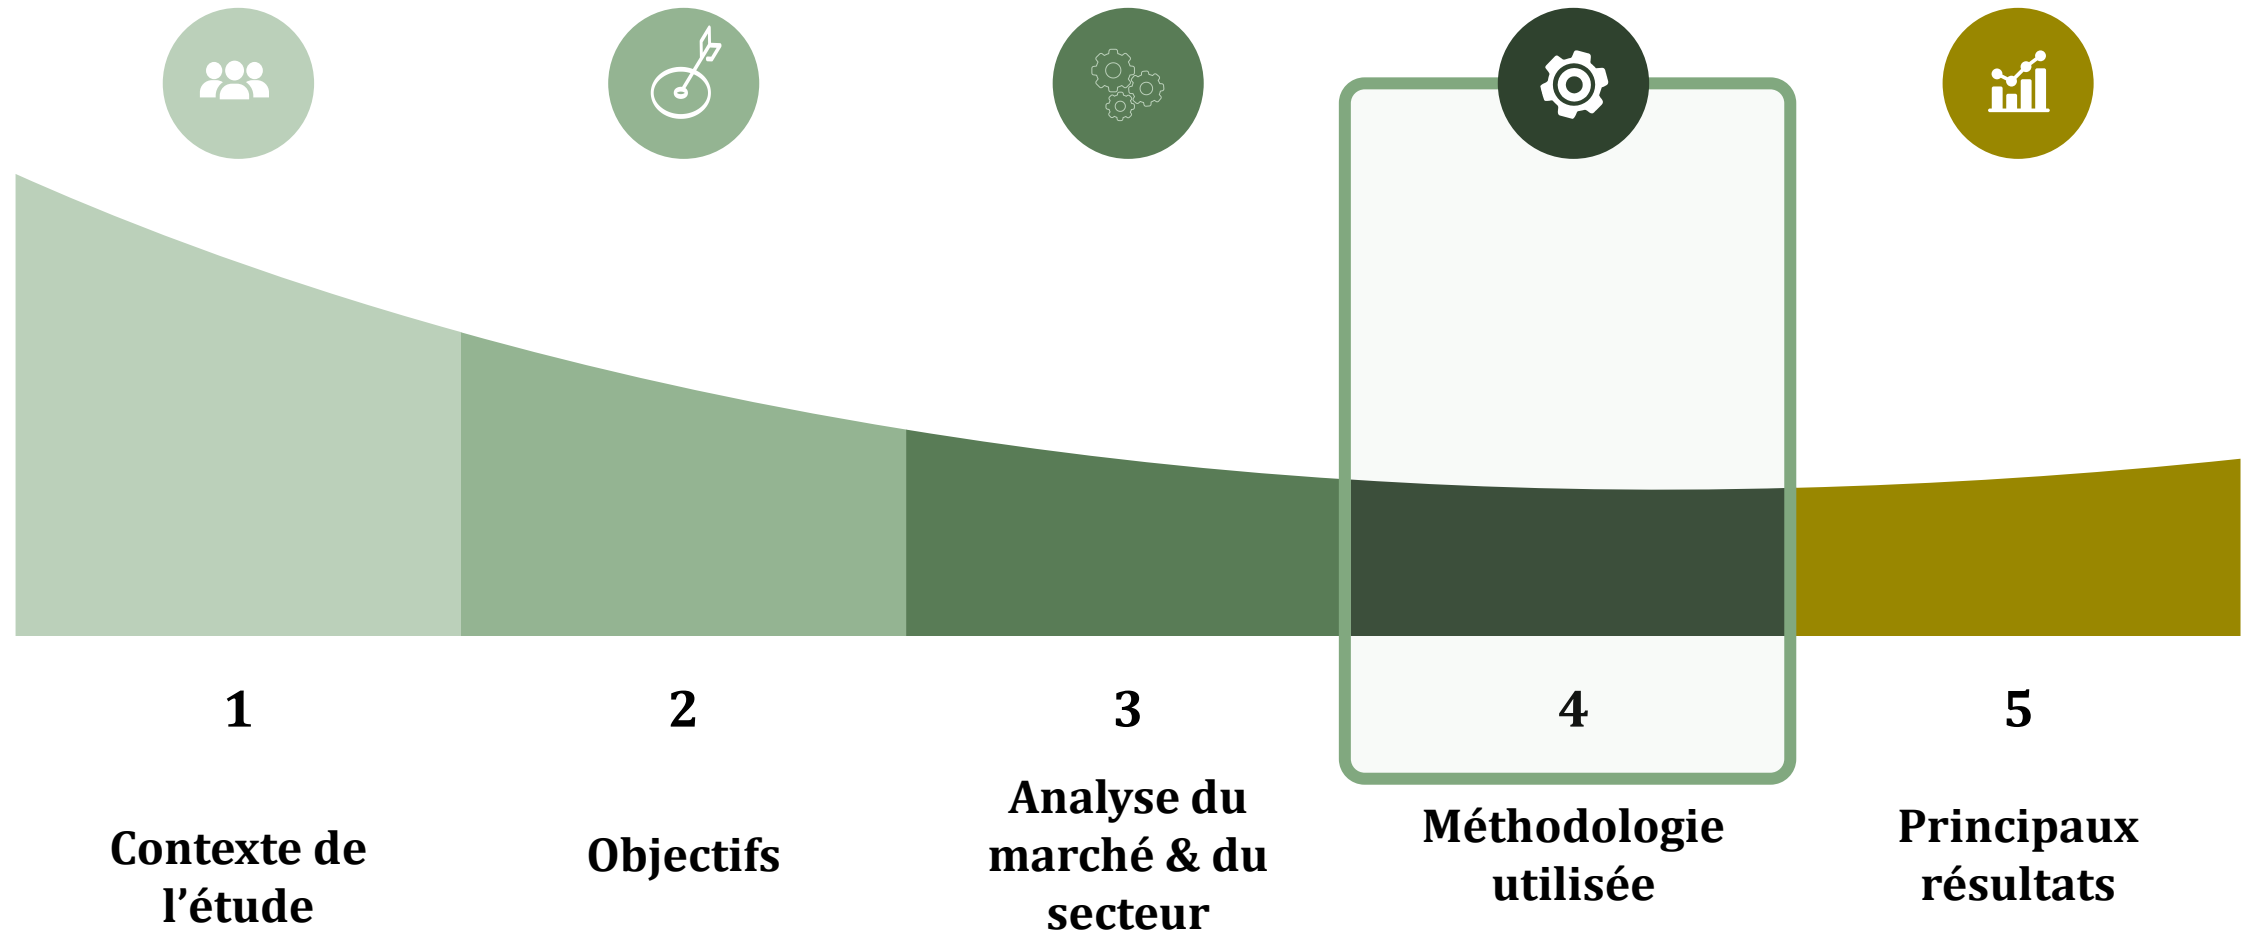 1
Contexte de
l’étude
2
Objectifs
3
Analyse du
marché & du
secteur
4
Méthodologie
utilisée
5
Principaux
résultats